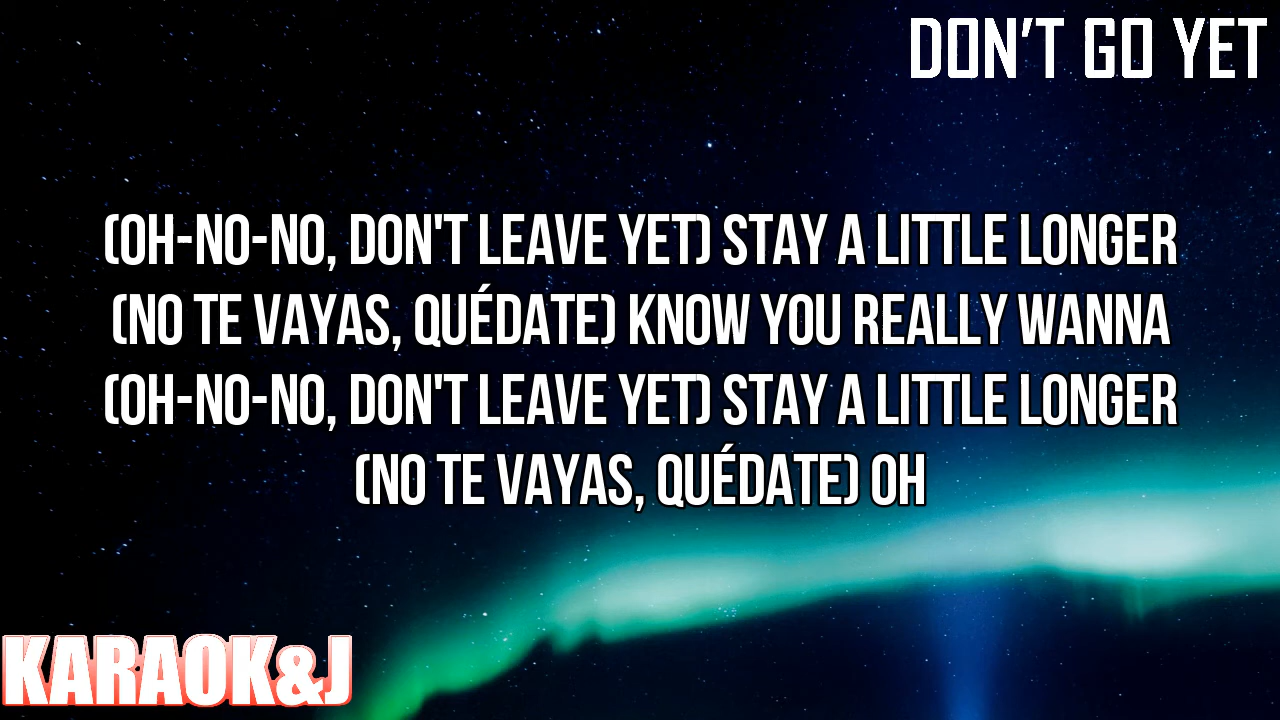 DON'T GO YET
(OH-NO-NO, DON'T LEAVE YET) STAY A LITTLE LONGER
(NO TE VAYAS, QUÉDATE) KNOW YOU REALLY WANNA
(OH-NO-NO, DON'T LEAVE YET) STAY A LITTLE LONGER
(NO TE VAYAS, QUÉDATE) OH
KARAOK&J